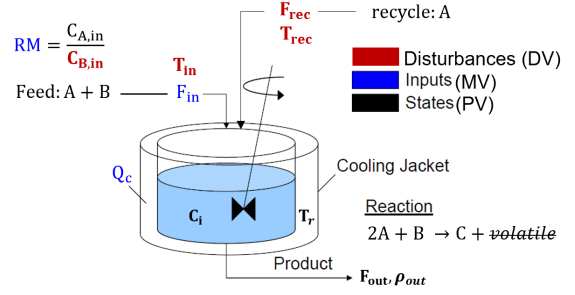 F_rec
T_rec
recycle: A
RM = C_A,in / C_B,in
T_in
Feed: A + B
F_in
Disturbances (DV)
Inputs (MV)
States (PV)
Q_c
Cooling Jacket
C_i
T_r
Reaction
2A + B → C + volatile
Product
F_out, ρ_out